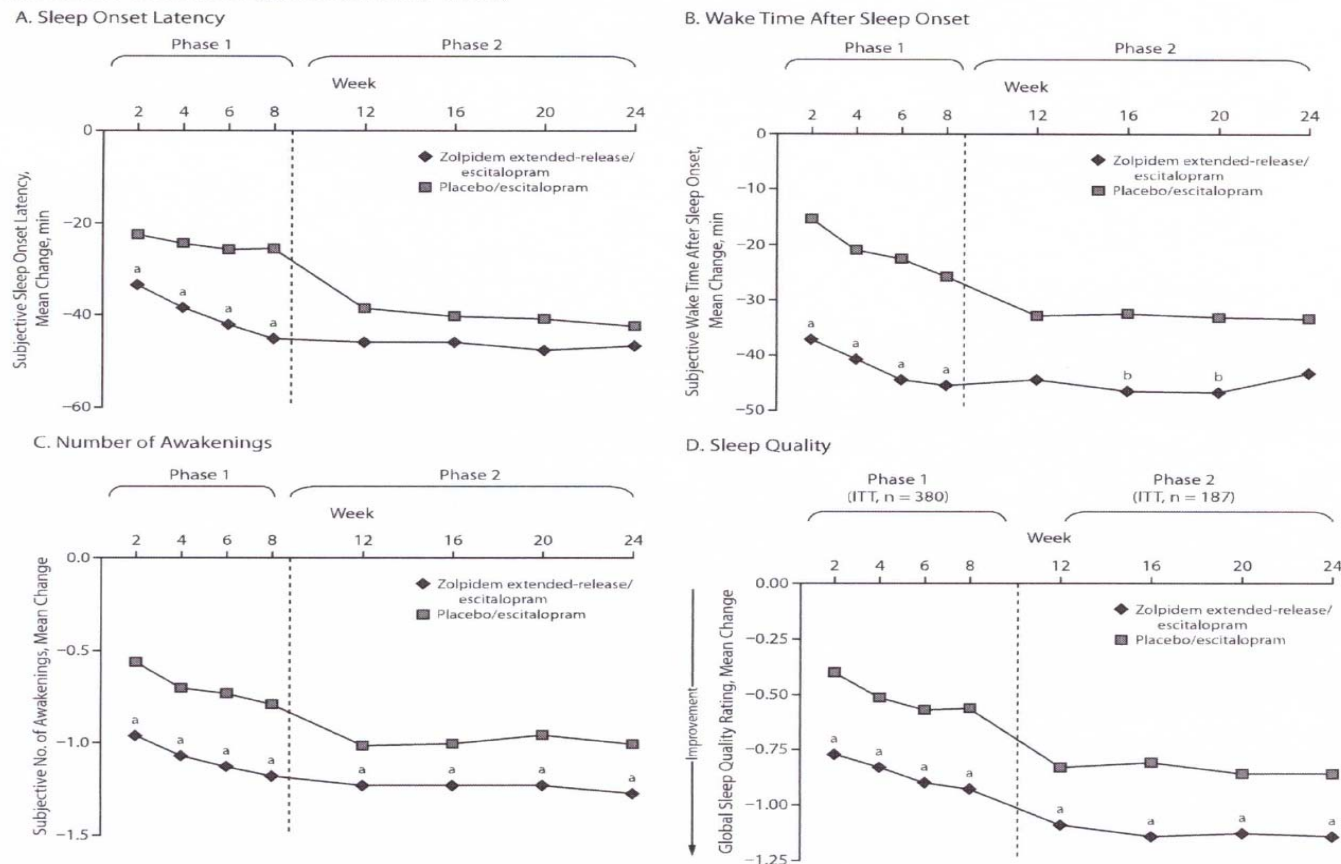 A. Sleep Onset Latency
Phase 1
Phase 2
Week
2 4 6 8 12 16 20 24
0
−20
−40
−60
Subjective Sleep Onset Latency,
Mean Change, min
Zolpidem extended-release/
escitalopram
Placebo/escitalopram
a
a
a
a
B. Wake Time After Sleep Onset
Phase 1
Phase 2
Week
2 4 6 8 12 16 20 24
0
−10
−20
−30
−40
−50
Subjective Wake Time After Sleep Onset,
Mean Change, min
Zolpidem extended-release/
escitalopram
Placebo/escitalopram
a
a
a
a
b
b
C. Number of Awakenings
Phase 1
Phase 2
Week
2 4 6 8 12 16 20 24
0.0
−0.5
−1.0
−1.5
Subjective No. of Awakenings, Mean Change
Zolpidem extended-release/
escitalopram
Placebo/escitalopram
a
a
a
a
a
a
a
a
D. Sleep Quality
Phase 1
(ITT, n = 380)
Phase 2
(ITT, n = 187)
Week
2 4 6 8 12 16 20 24
0.00
−0.25
−0.50
−0.75
−1.00
−1.25
Improvement
Global Sleep Quality Rating, Mean Change
Zolpidem extended-release/
escitalopram
Placebo/escitalopram
a
a
a
a
a
a
a
a